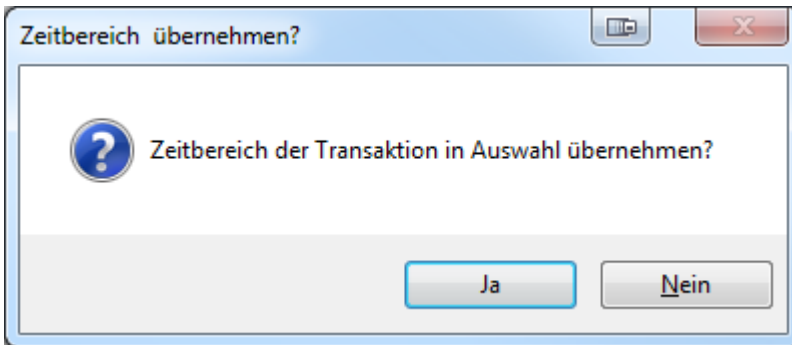 Zeitbereich  übernehmen?
Zeitbereich der Transaktion in Auswahl übernehmen?
Ja
Nein